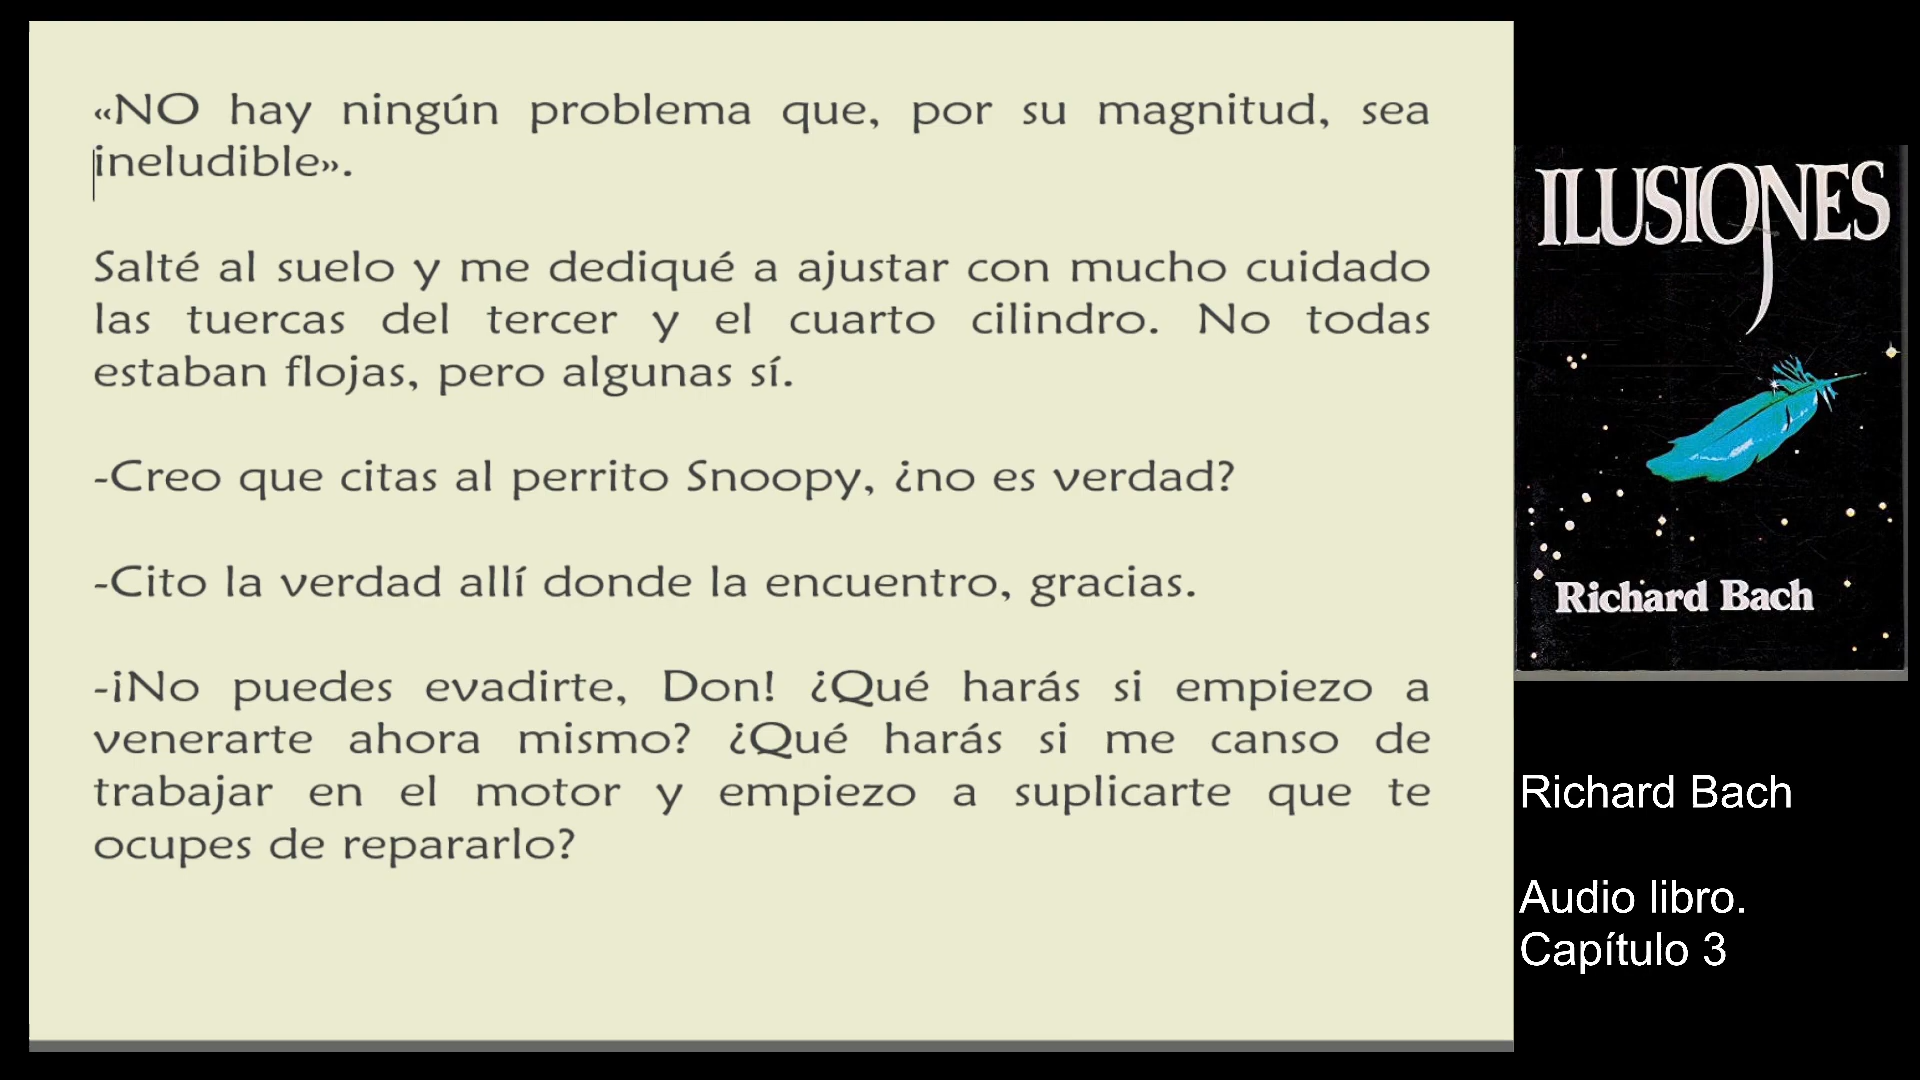 «NO hay ningún problema que, por su magnitud, sea
ineludible».
Salté al suelo y me dediqué a ajustar con mucho cuidado
las tuercas del tercer y el cuarto cilindro. No todas
estaban flojas, pero algunas sí.
-Creo que citas al perrito Snoopy, ¿no es verdad?
-Cito la verdad allí donde la encuentro, gracias.
-¡No puedes evadirte, Don! ¿Qué harás si empiezo a
venerarte ahora mismo? ¿Qué harás si me canso de
trabajar en el motor y empiezo a suplicarte que te
ocupes de repararlo?
ILUSIONES
Richard Bach
Richard Bach
Audio libro.
Capítulo 3